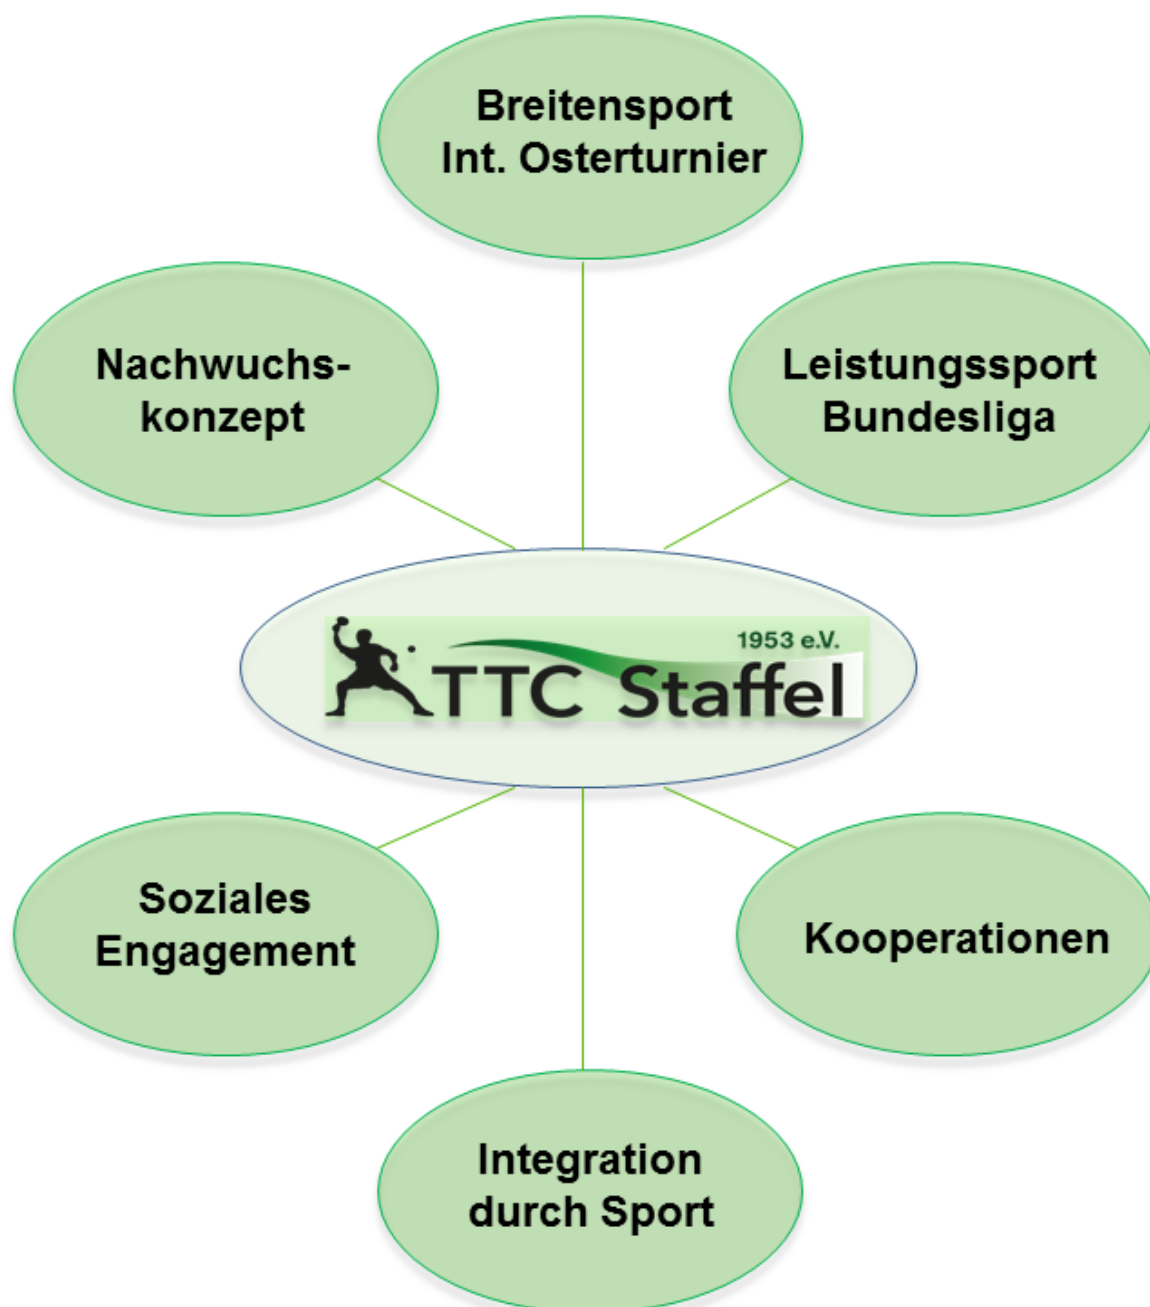 Breitensport
Int. Osterturnier
Nachwuchs-
konzept
Leistungssport
Bundesliga
1953 e.V.
TTC Staffel
Soziales
Engagement
Kooperationen
Integration
durch Sport